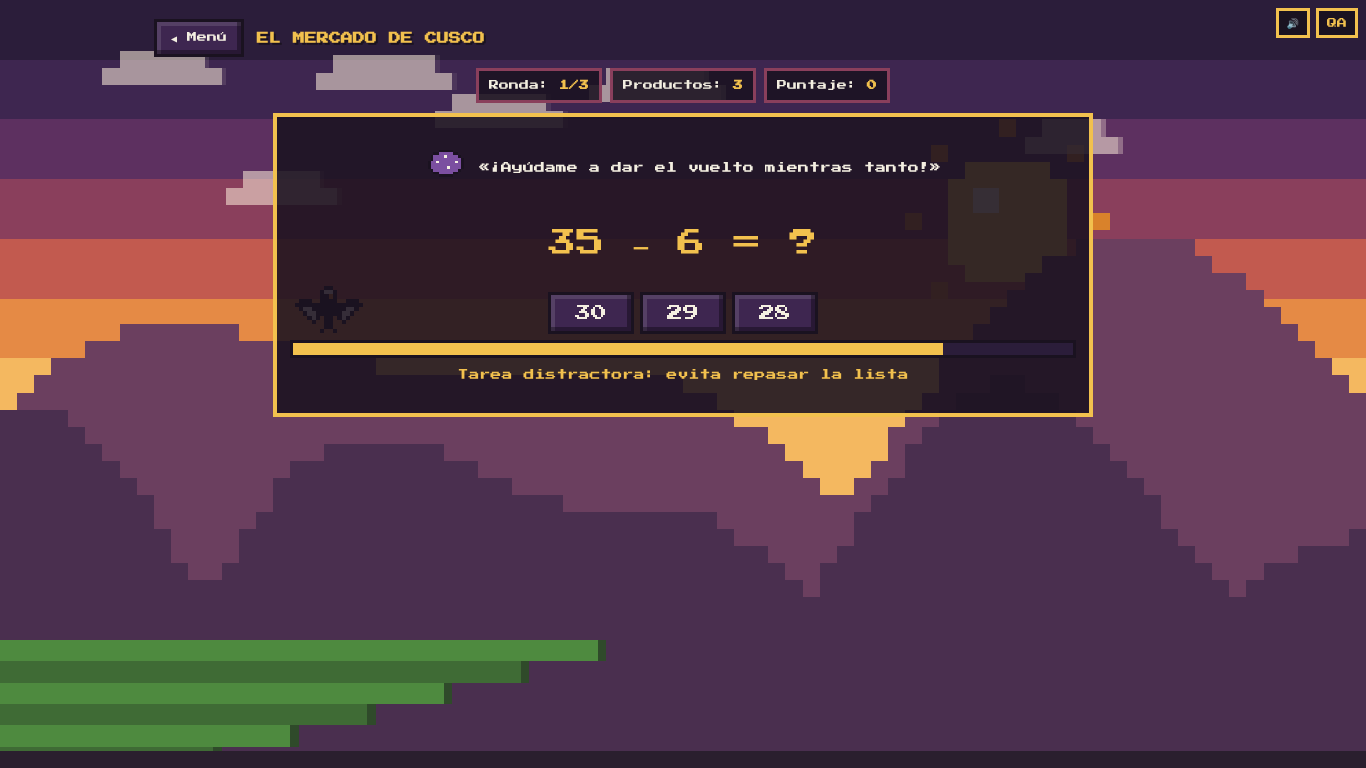 ◂ Menú
EL MERCADO DE CUSCO
QA
Ronda: 1/3
Productos: 3
Puntaje: 0
«¡Ayúdame a dar el vuelto mientras tanto!»
35 - 6 = ?
30
29
28
Tarea distractora: evita repasar la lista